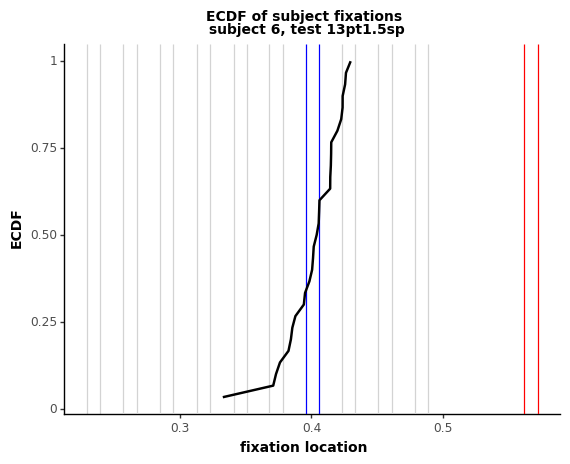 ECDF of subject fixations
subject 6, test 13pt1.5sp
1
0.75
0.50
0.25
0
ECDF
0.3 0.4 0.5
fixation location